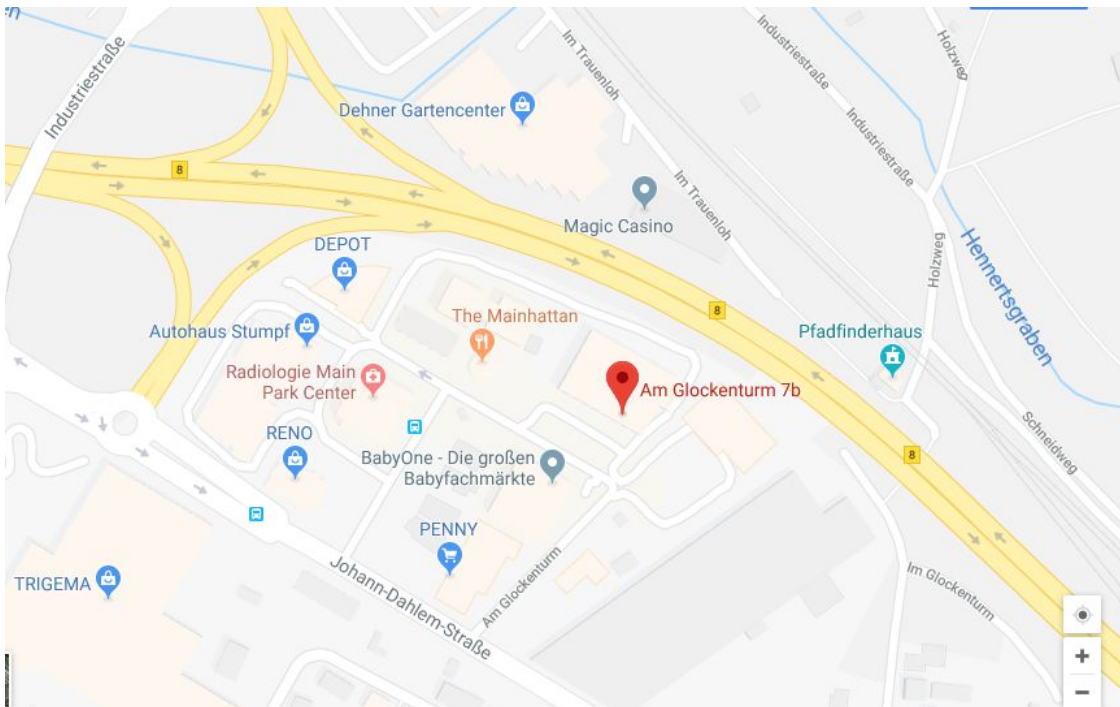 Industriestraße
Im Trauenloh
Industriestraße
Holzweg
Dehner Gartencenter
Industriestraße
8
Im Trauenloh
Magic Casino
Holzweg
Hennertsgraben
DEPOT
The Mainhattan
8
Autohaus Stumpf
Pfadfinderhaus
Radiologie Main
Park Center
Am Glockenturm 7b
RENO
Schneidweg
BabyOne - Die großen
Babyfachmärkte
8
PENNY
TRIGEMA
Johann-Dahlem-Straße
Am Glockenturm
Im Glockenturm
+
−